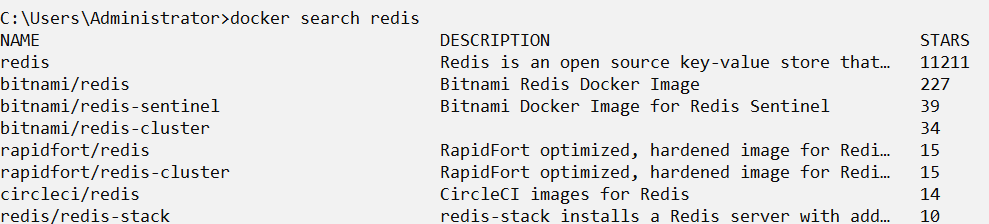 C:\Users\Administrator>docker search redis
NAME DESCRIPTION STARS
redis Redis is an open source key-value store that… 11211
bitnami/redis Bitnami Redis Docker Image 227
bitnami/redis-sentinel Bitnami Docker Image for Redis Sentinel 39
bitnami/redis-cluster 34
rapidfort/redis RapidFort optimized, hardened image for Redi… 15
rapidfort/redis-cluster RapidFort optimized, hardened image for Redi… 15
circleci/redis CircleCI images for Redis 14
redis/redis-stack redis-stack installs a Redis server with add… 10